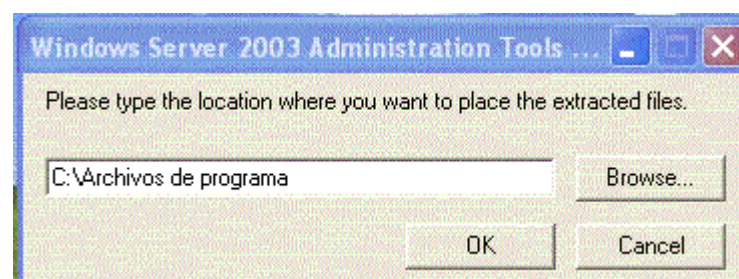 Windows Server 2003 Administration Tools ...
Please type the location where you want to place the extracted files.
C:\Archivos de programa
Browse...
OK
Cancel